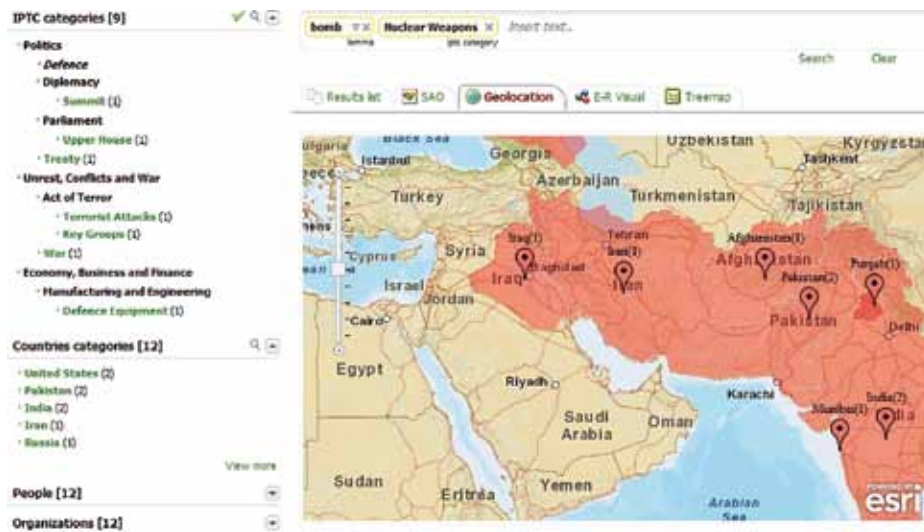 IPTC categories [9]
Politics
Defence
Diplomacy
Summit (1)
Parliament
Upper House (1)
Treaty (1)
Unrest, Conflicts and War
Act of Terror
Terrorist Attacks (1)
Key Groups (1)
War (1)
Economy, Business and Finance
Manufacturing and Engineering
Defence Equipment (1)
Countries categories [12]
United States (2)
Pakistan (2)
India (2)
Iran (1)
Russia (1)
View more
People [12]
Organizations [12]
bomb
lemma
Nuclear Weapons
iptc category
Insert text..
Search Clear
Results list SAO Geolocation E-R Visual Treemap
Black Sea
Uzbekistan
Kyrgyzstan
Istanbul
Georgia
Tashkent
Azerbaijan
Turkey
Turkmenistan
Tajikistan
Tehran
Iraq(1)
Iran(1)
Afghanistan(1)
Syria
Cyprus
Baghdad
Iraq
Iran
Afghanistan
Pakistan(2)
Punjab(1)
Israel
Jordan
Pakistan
Delhi
Cairo
Egypt
Riyadh
Karachi
Mumbai(1)
India(2)
Saudi
Arabia
Oman
Sudan
Eritrea
Yemen
Arabian
Sea
POWERED BY
esri